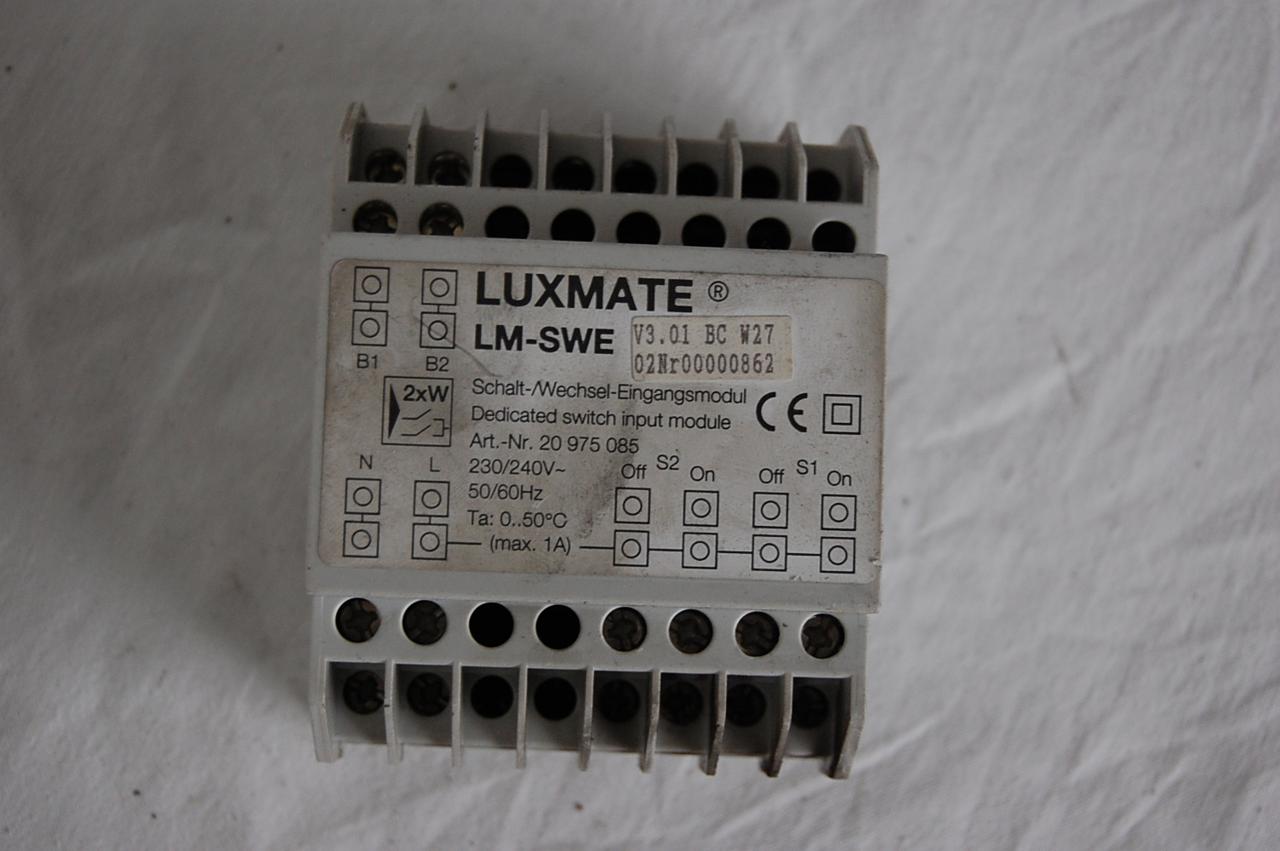 LUXMATE ®
LM-SWE
V3.01 BC W27
02Nr00000862
B1 B2
2xW
Schalt-/Wechsel-Eingangsmodul
Dedicated switch input module
Art.-Nr. 20 975 085
CE
N L
230/240V~
50/60Hz
Ta: 0..50°C
(max. 1A)
Off S2 On Off S1 On